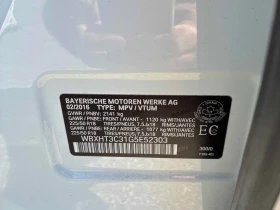 BAYERISCHE MOTOREN WERKE AG
02/2016 TYPE: MPV / VTUM
GVWR / PNBV: 2141 kg
GAWR / PNBE: FRONT / AVANT : 1120 kg WITH/AVEC
225/50 R18 TIRES/PNEUS, 7.5Jx18 RIMS/JANTES
GAWR / PNBE: REAR / ARRIERE : 1077 kg WITH/AVEC
225/50 R18 TIRES/PNEUS, 7.5Jx18 RIMS/JANTES
WBXHT3C31G5E52303
EC
300/0